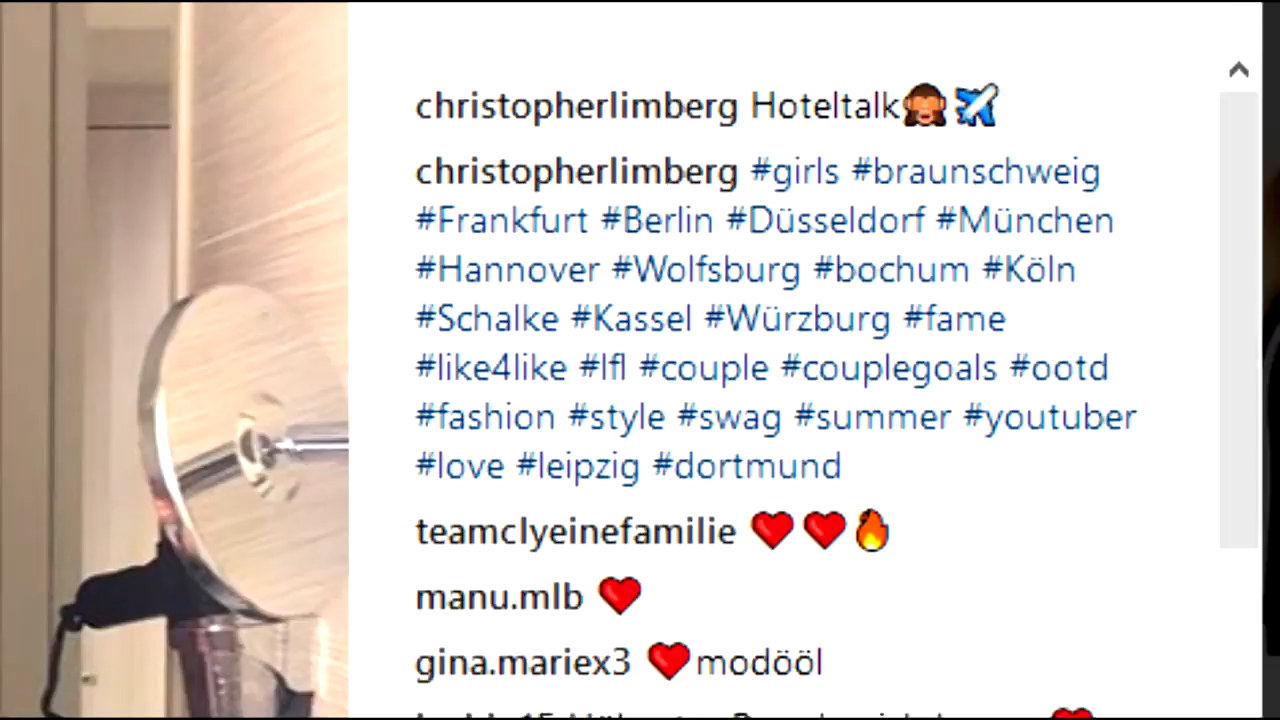 christopherlimberg Hoteltalk🙈✈️
christopherlimberg #girls #braunschweig
#Frankfurt #Berlin #Düsseldorf #München
#Hannover #Wolfsburg #bochum #Köln
#Schalke #Kassel #Würzburg #fame
#like4like #lfl #couple #couplegoals #ootd
#fashion #style #swag #summer #youtuber
#love #leipzig #dortmund
teamclyeinefamilie ❤️❤️🔥
manu.mlb ❤️
gina.mariex3 ❤️modööl